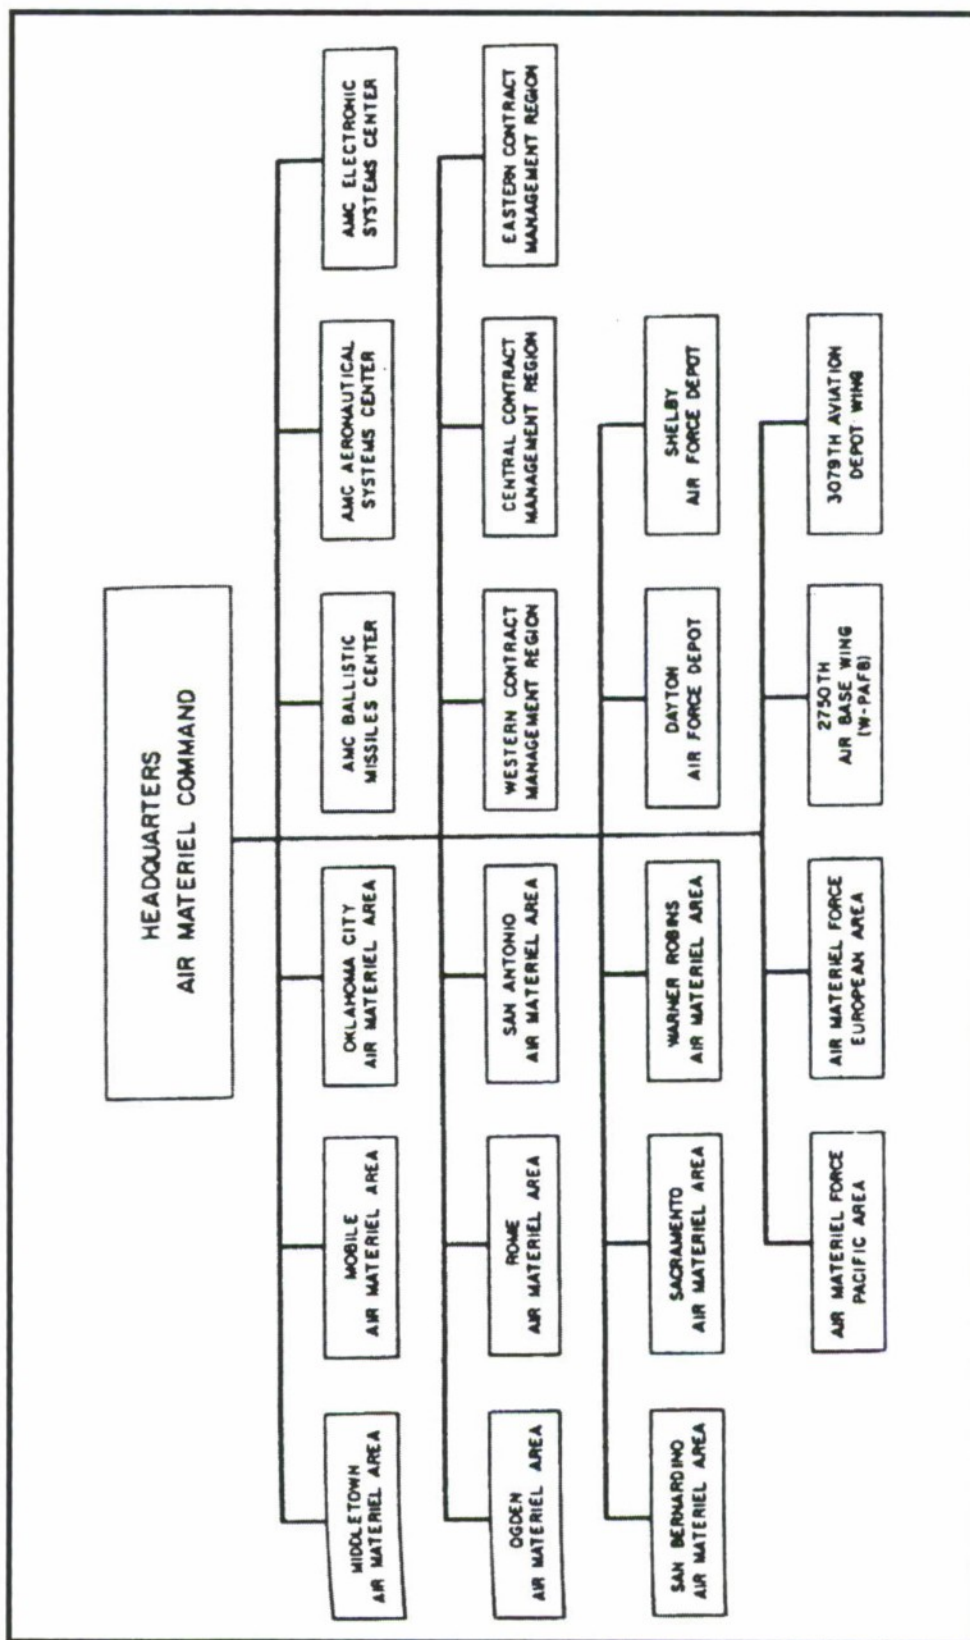 HEADQUARTERS
AIR MATERIEL COMMAND
MIDDLETOWN
AIR MATERIEL AREA
MOBILE
AIR MATERIEL AREA
OKLAHOMA CITY
AIR MATERIEL AREA
AMC BALLISTIC
MISSILES CENTER
AMC AERONAUTICAL
SYSTEMS CENTER
AMC ELECTRONIC
SYSTEMS CENTER
OGDEN
AIR MATERIEL AREA
ROME
AIR MATERIEL AREA
SAN ANTONIO
AIR MATERIEL AREA
WESTERN CONTRACT
MANAGEMENT REGION
CENTRAL CONTRACT
MANAGEMENT REGION
EASTERN CONTRACT
MANAGEMENT REGION
SAN BERNARDINO
AIR MATERIEL AREA
SACRAMENTO
AIR MATERIEL AREA
WARNER ROBINS
AIR MATERIEL AREA
DAYTON
AIR FORCE DEPOT
SHELBY
AIR FORCE DEPOT
AIR MATERIEL FORCE
PACIFIC AREA
AIR MATERIEL FORCE
EUROPEAN AREA
2750TH
AIR BASE WING
(W-PAFB)
3079TH AVIATION
DEPOT WING